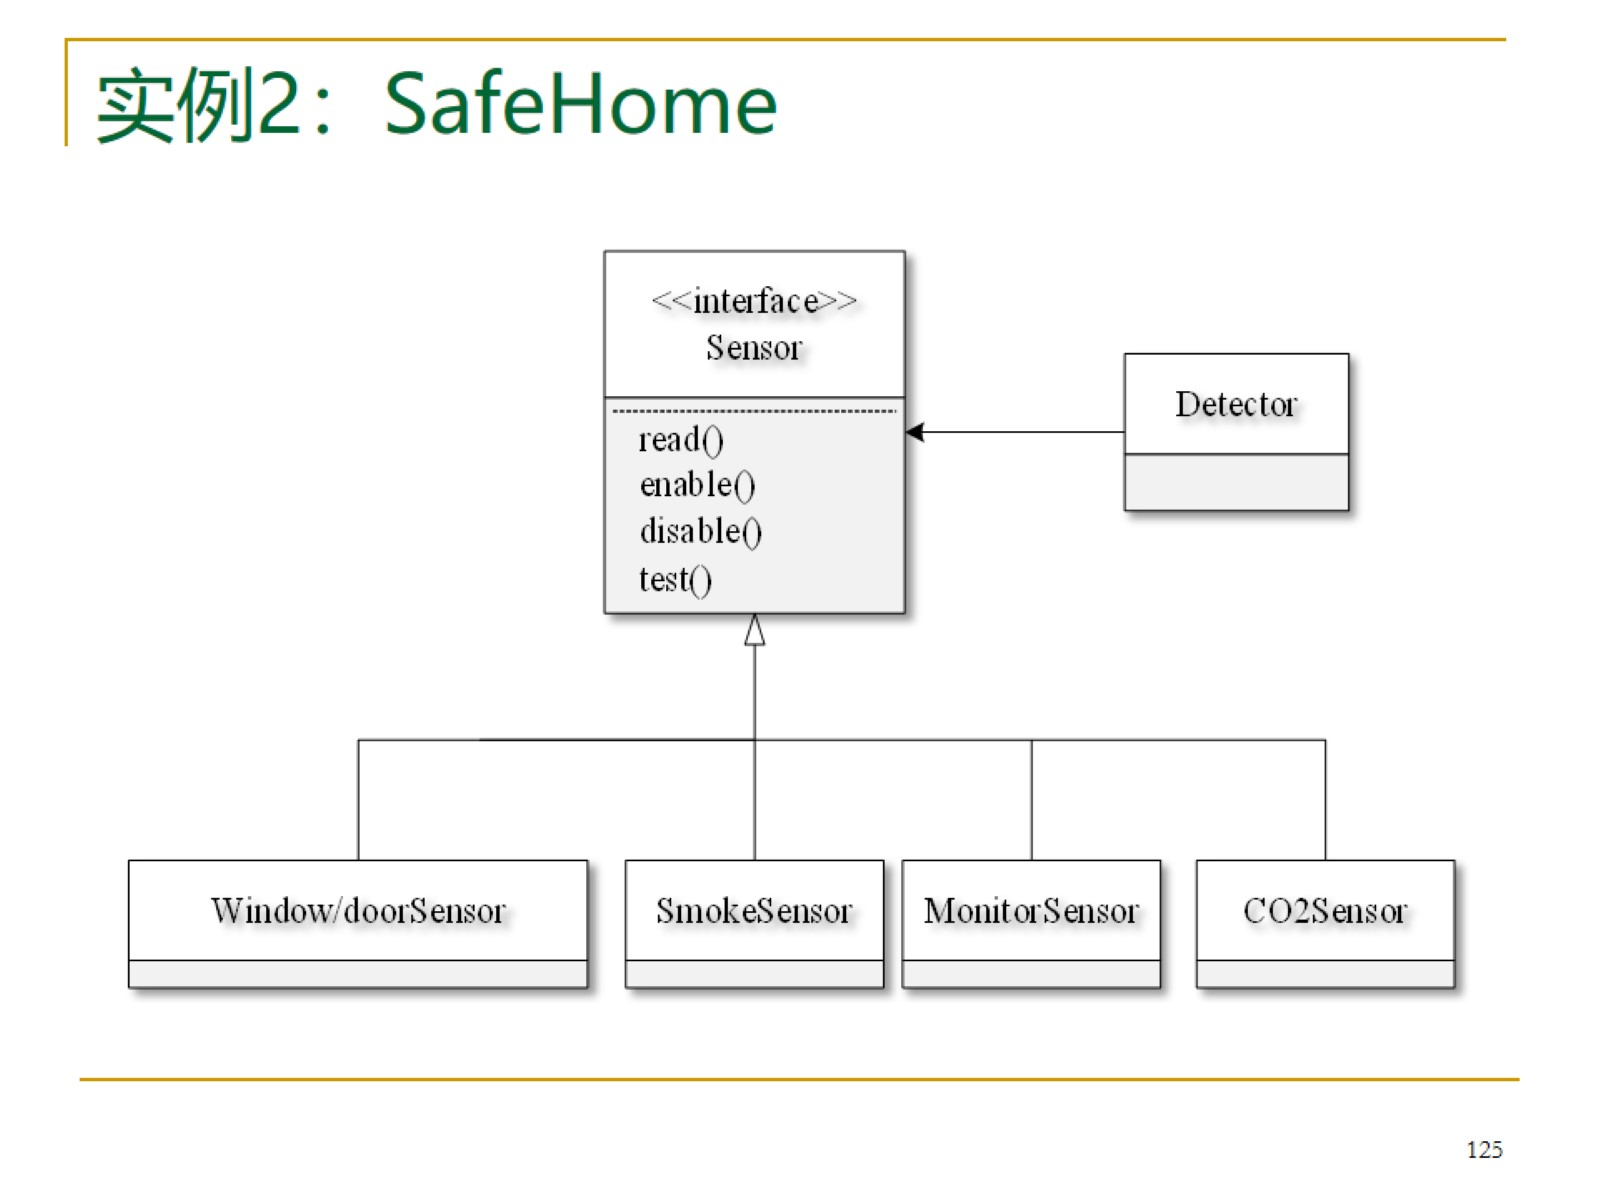 实例2：SafeHome
<<interface>>
Sensor
read()
enable()
disable()
test()
Detector
Window/doorSensor
SmokeSensor
MonitorSensor
CO2Sensor
125